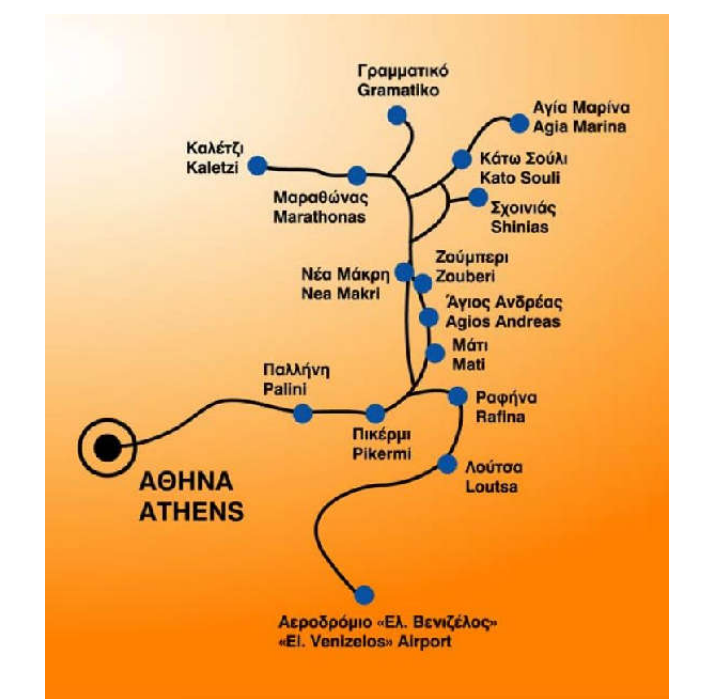 Γραμματικό
Gramatiko
Αγία Μαρίνα
Agia Marina
Καλέτζι
Kaletzi
Κάτω Σούλι
Kato Souli
Μαραθώνας
Marathonas
Σχοινιάς
Shinias
Ζούμπερι
Zouberi
Νέα Μάκρη
Nea Makri
Άγιος Ανδρέας
Agios Andreas
Μάτι
Mati
Παλλήνη
Palini
Ραφήνα
Rafina
Πικέρμι
Pikermi
Λούτσα
Loutsa
ΑΘΗΝΑ
ATHENS
Αεροδρόμιο «Ελ. Βενιζέλος»
«El. Venizelos» Airport